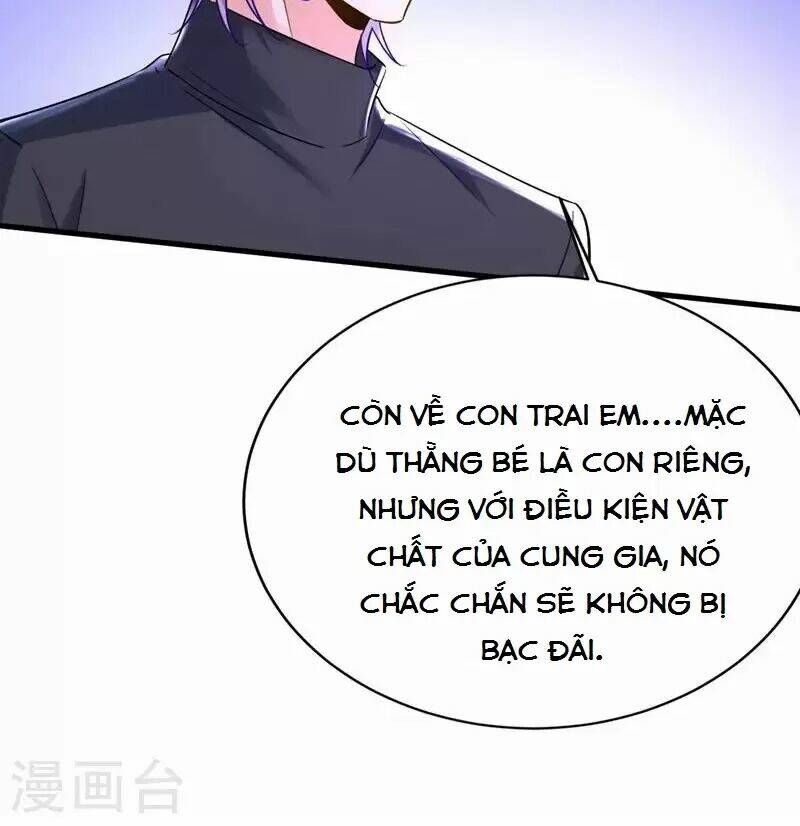 CÒN VỀ CON TRAI EM....MẶC
DÙ THẰNG BÉ LÀ CON RIÊNG,
NHƯNG VỚI ĐIỀU KIỆN VẬT
CHẤT CỦA CUNG GIA, NÓ
CHẮC CHẮN SẼ KHÔNG BỊ
BẠC ĐÃI.
漫画台